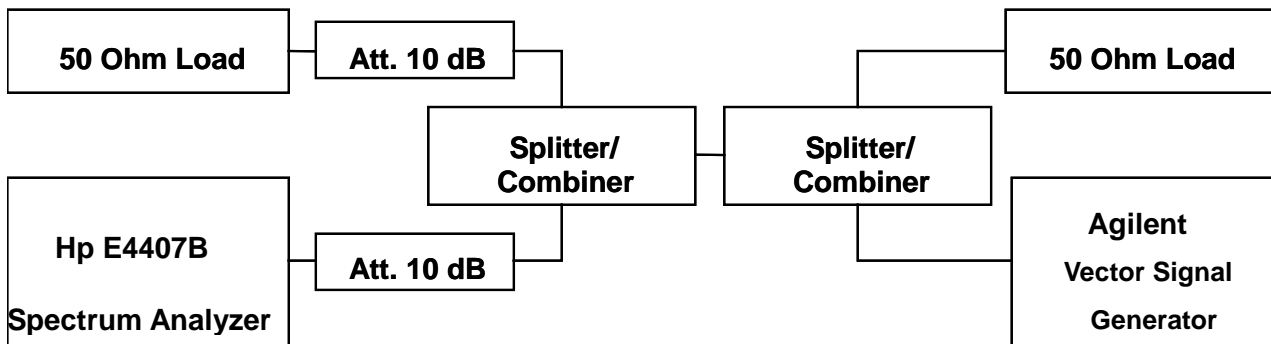 50 Ohm Load
Att. 10 dB
50 Ohm Load
Splitter/
Combiner
Splitter/
Combiner
Hp E4407B
Spectrum Analyzer
Att. 10 dB
Agilent
Vector Signal
Generator